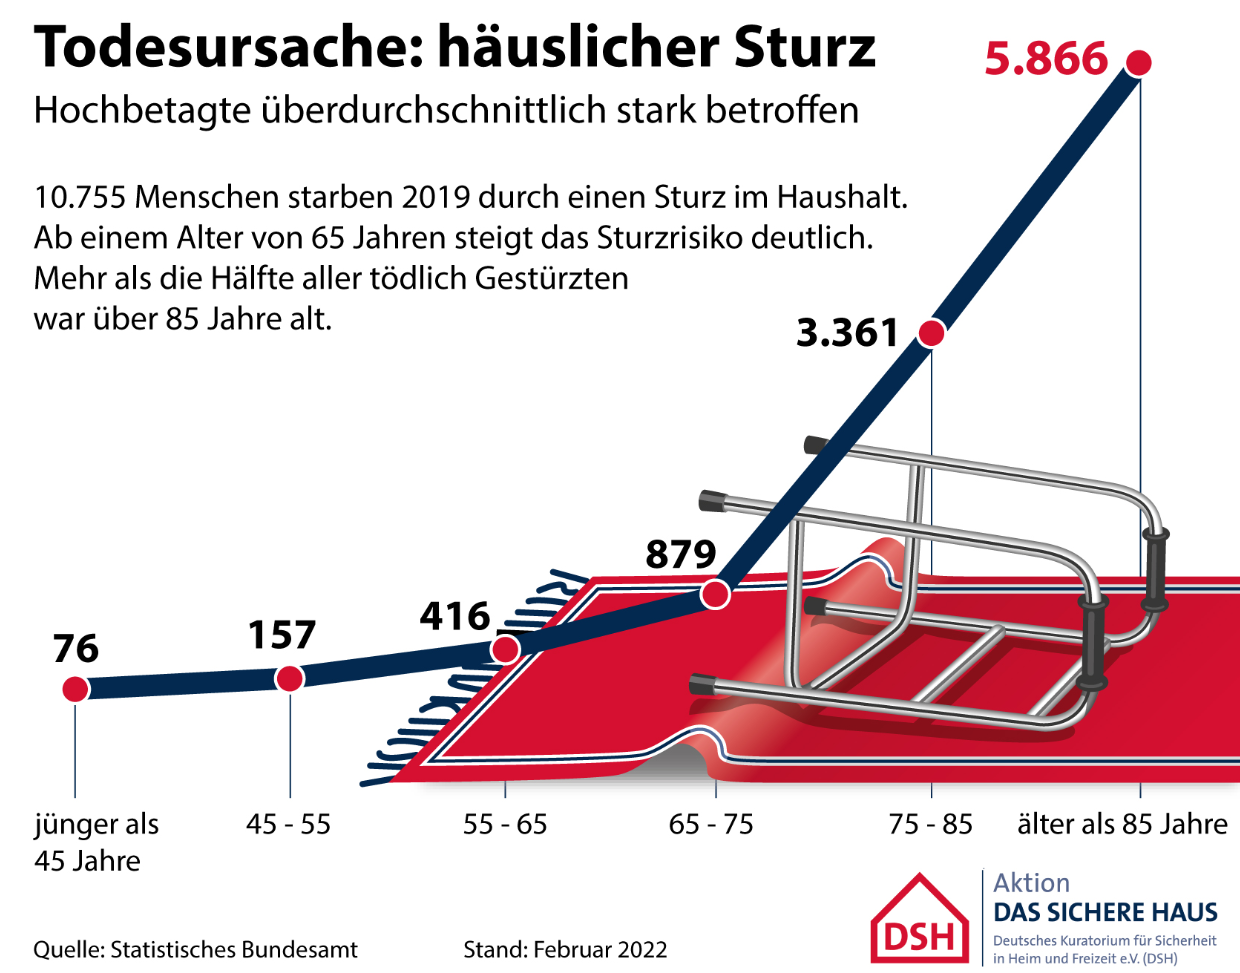 Todesursache: häuslicher Sturz
Hochbetagte überdurchschnittlich stark betroffen
10.755 Menschen starben 2019 durch einen Sturz im Haushalt.
Ab einem Alter von 65 Jahren steigt das Sturzrisiko deutlich.
Mehr als die Hälfte aller tödlich Gestürzten
war über 85 Jahre alt.
5.866
3.361
879
416
157
76
jünger als
45 Jahre
45 - 55
55 - 65
65 - 75
75 - 85
älter als 85 Jahre
Quelle: Statistisches Bundesamt
Stand: Februar 2022
DSH
Aktion
DAS SICHERE HAUS
Deutsches Kuratorium für Sicherheit
in Heim und Freizeit e.V. (DSH)